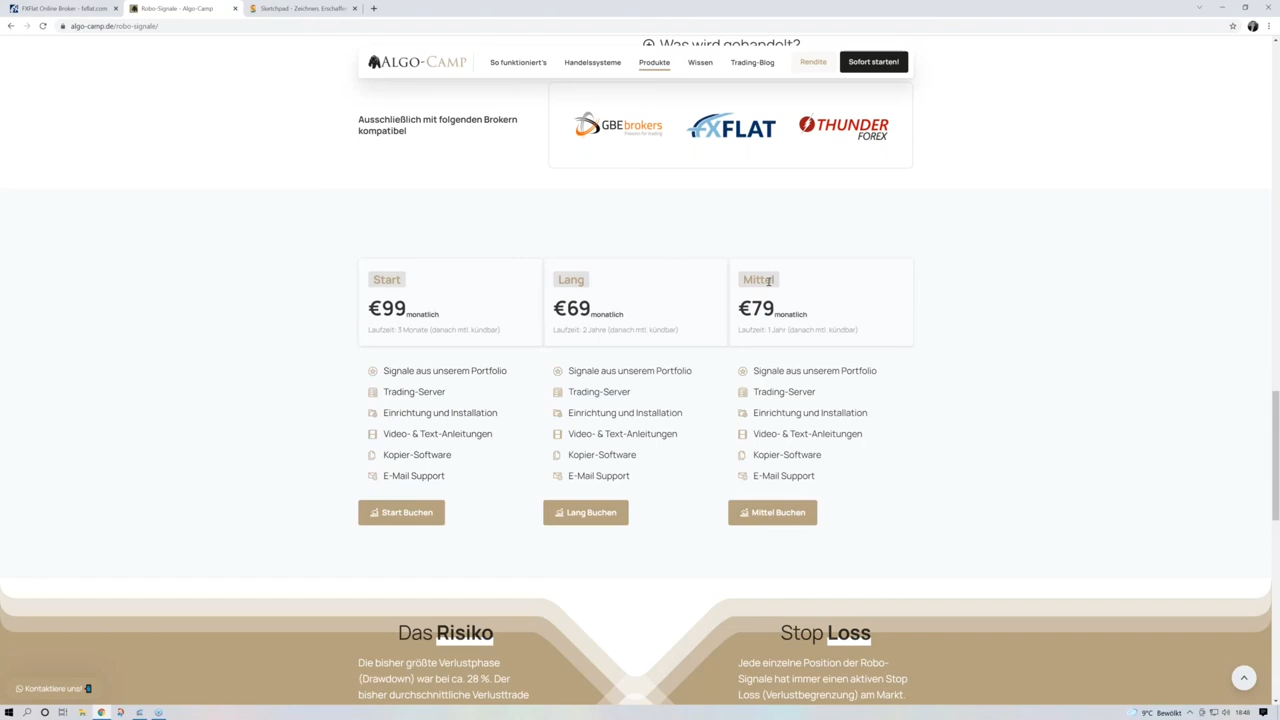 FXFlat Online Broker - fxflat.com
Robo-Signale - Algo-Camp
Sketchpad - Zeichnen, Erschaffen
algo-camp.de/robo-signale/
Was wird gehandelt?
ALGO-CAMP
So funktioniert's
Handelssysteme
Produkte
Wissen
Trading-Blog
Rendite
Sofort starten!
Ausschließlich mit folgenden Brokern
kompatibel
GBE brokers
FXFLAT
THUNDER
FOREX
Start
€99 monatlich
Laufzeit: 3 Monate (danach mtl. kündbar)
Signale aus unserem Portfolio
Trading-Server
Einrichtung und Installation
Video- & Text-Anleitungen
Kopier-Software
E-Mail Support
Start Buchen
Lang
€69 monatlich
Laufzeit: 2 Jahre (danach mtl. kündbar)
Signale aus unserem Portfolio
Trading-Server
Einrichtung und Installation
Video- & Text-Anleitungen
Kopier-Software
E-Mail Support
Lang Buchen
Mittel
€79 monatlich
Laufzeit: 1 Jahr (danach mtl. kündbar)
Signale aus unserem Portfolio
Trading-Server
Einrichtung und Installation
Video- & Text-Anleitungen
Kopier-Software
E-Mail Support
Mittel Buchen
Das Risiko
Die bisher größte Verlustphase
(Drawdown) war bei ca. 28 %. Der
bisher durchschnittliche Verlusttrade
Stop Loss
Jede einzelne Position der Robo-
Signale hat immer einen aktiven Stop
Loss (Verlustbegrenzung) am Markt.
Kontaktiere uns!
9°C Bewölkt
18:48